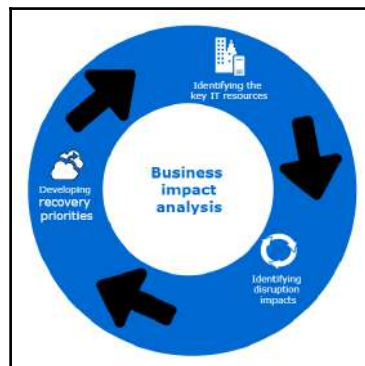 Identifying the
key IT resources
Business
impact
analysis
Developing
recovery
priorities
Identifying
disruption
impacts